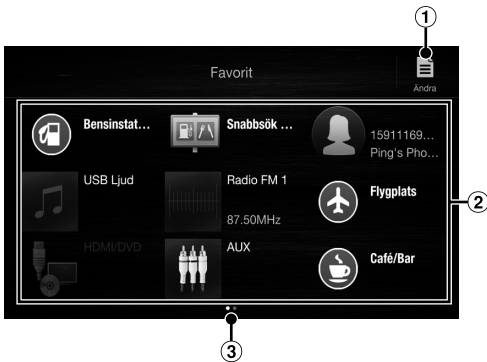 1
Favorit
Ändra
Bensinstat...
Snabbsök ...
15911169...
Ping's Pho...
USB Ljud
Radio FM 1
87.50MHz
Flygplats
2
HDMI/DVD
AUX
Café/Bar
3